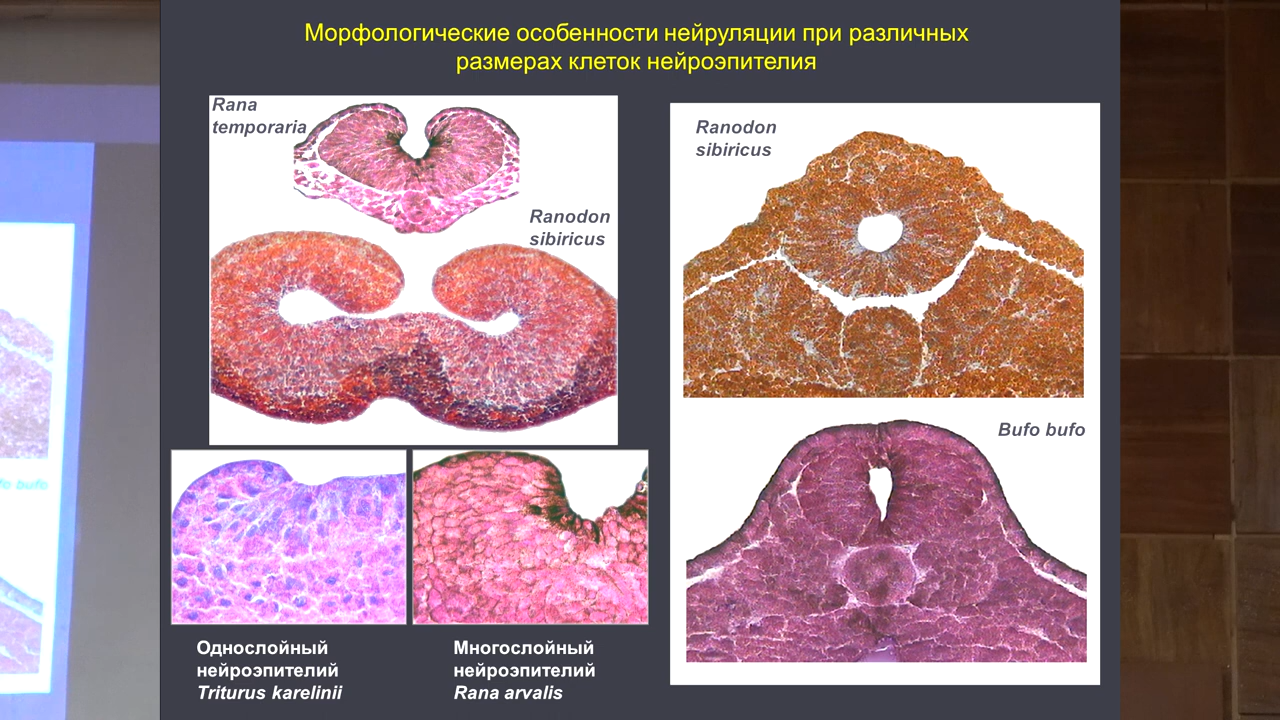 Морфологические особенности нейруляции при различных
размерах клеток нейроэпителия
Rana
temporaria
Ranodon
sibiricus
Ranodon
sibiricus
Bufo bufo
Однослойный
нейроэпителий
Triturus karelinii
Многослойный
нейроэпителий
Rana arvalis
bufo